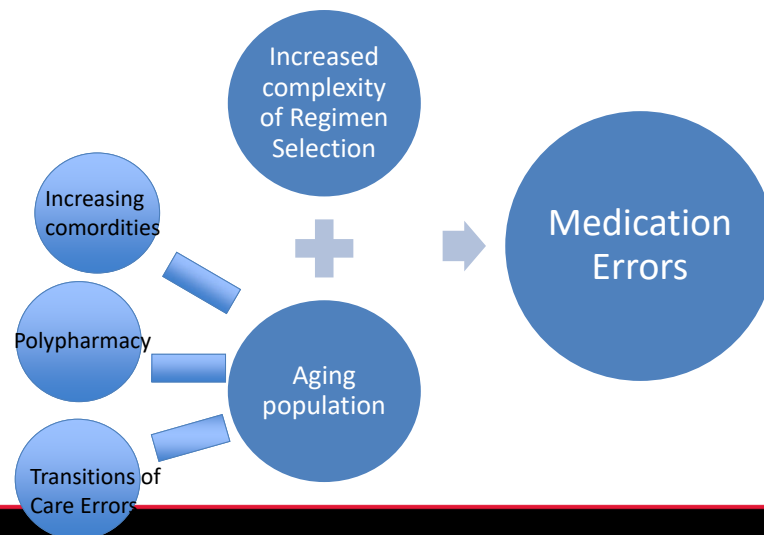 Increased
complexity
of Regimen
Selection
Increasing
comordities
Polypharmacy
Transitions of
Care Errors
Aging
population
Medication
Errors